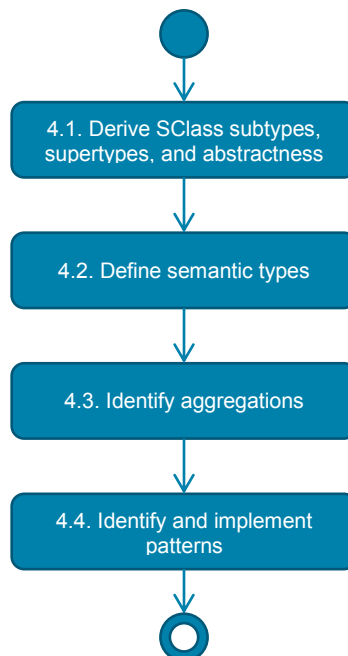 4.1. Derive SClass subtypes,
supertypes, and abstractness
4.2. Define semantic types
4.3. Identify aggregations
4.4. Identify and implement
patterns